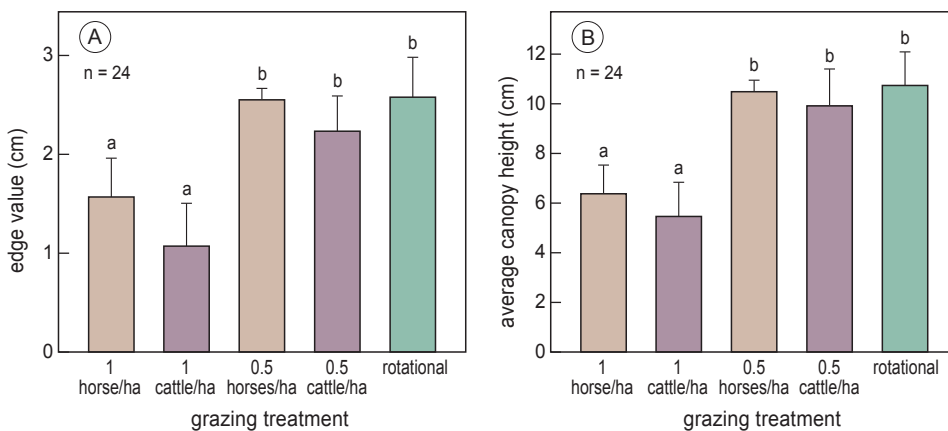 A
n = 24
a
a
b
b
b
3
2
1
0
edge value (cm)
1 horse/ha
1 cattle/ha
0.5 horses/ha
0.5 cattle/ha
rotational
grazing treatment
B
n = 24
a
a
b
b
b
12
10
8
6
4
2
0
average canopy height (cm)
1 horse/ha
1 cattle/ha
0.5 horses/ha
0.5 cattle/ha
rotational
grazing treatment